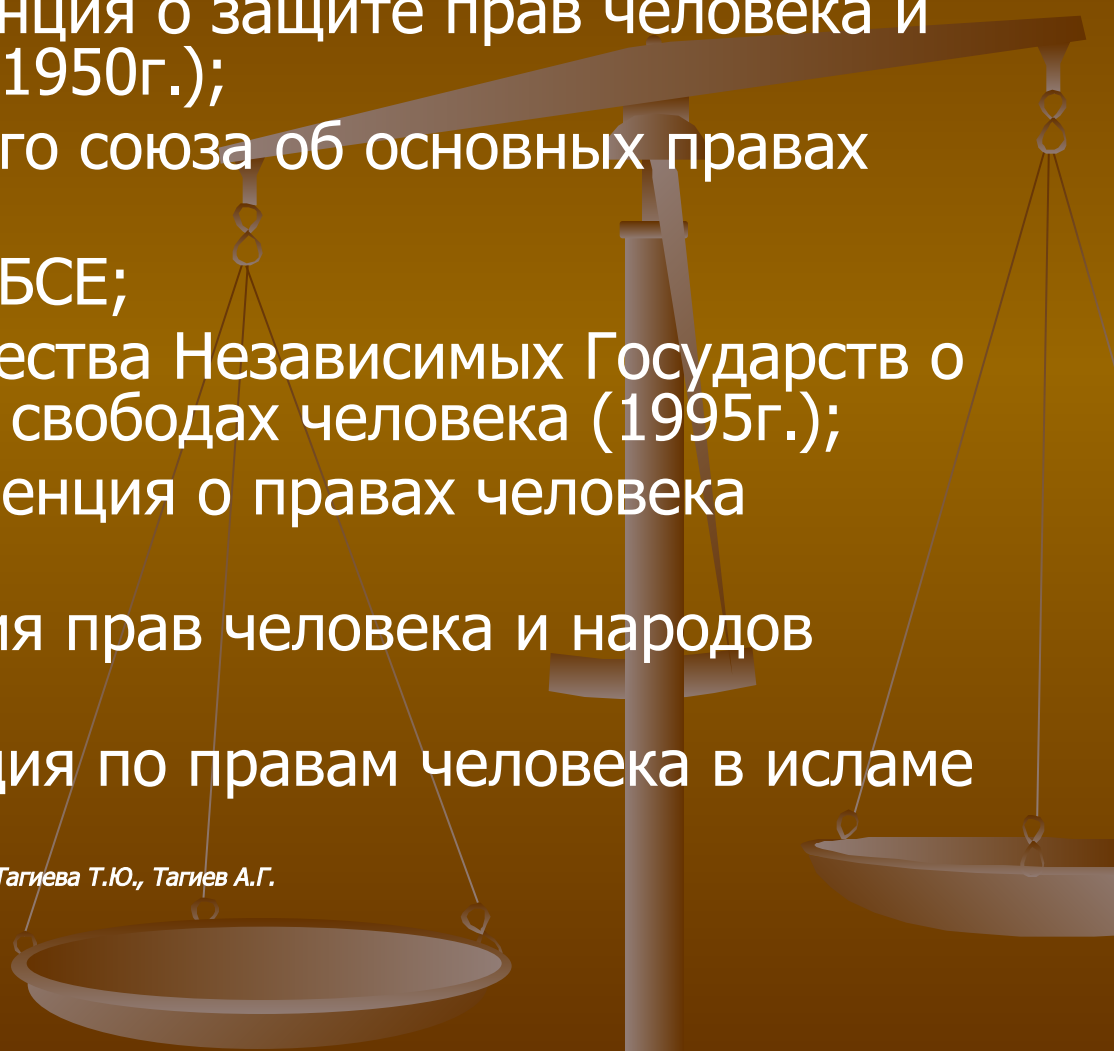 нция о защите прав человека и
1950г.);
го союза об основных правах
БСЕ;
ества Независимых Государств о
свободах человека (1995г.);
енция о правах человека
ия прав человека и народов
ция по правам человека в исламе
Тагиева Т.Ю., Тагиев А.Г.